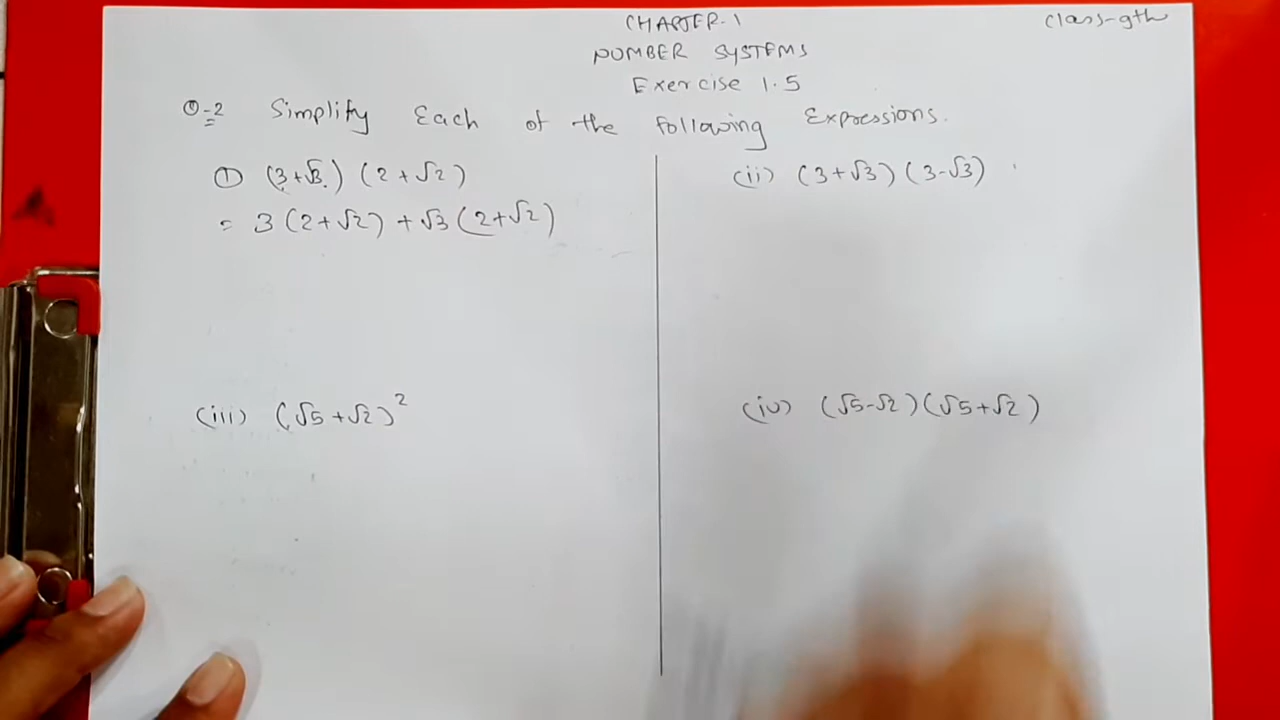 CHAPTER-1
Class-9th
NUMBER SYSTEMS
Exercise 1.5
Q-2 Simplify Each of the Following Expressions.
① (3+√3) (2+√2)
= 3(2+√2) + √3(2+√2)
(ii) (3+√3)(3-√3)
(iii) (√5+√2)²
(iv) (√5-√2)(√5+√2)